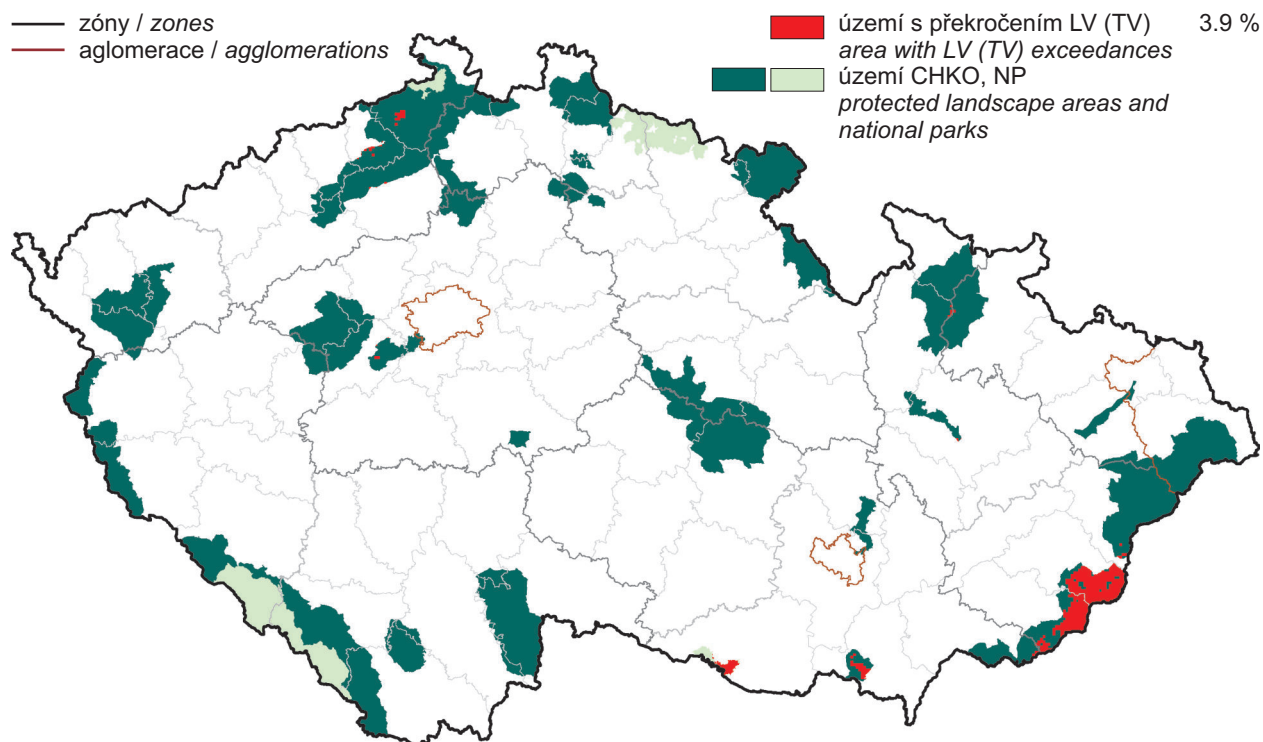 zóny / zones
aglomerace / agglomerations
území s překročením LV (TV) 3.9 %
area with LV (TV) exceedances
území CHKO, NP
protected landscape areas and
national parks